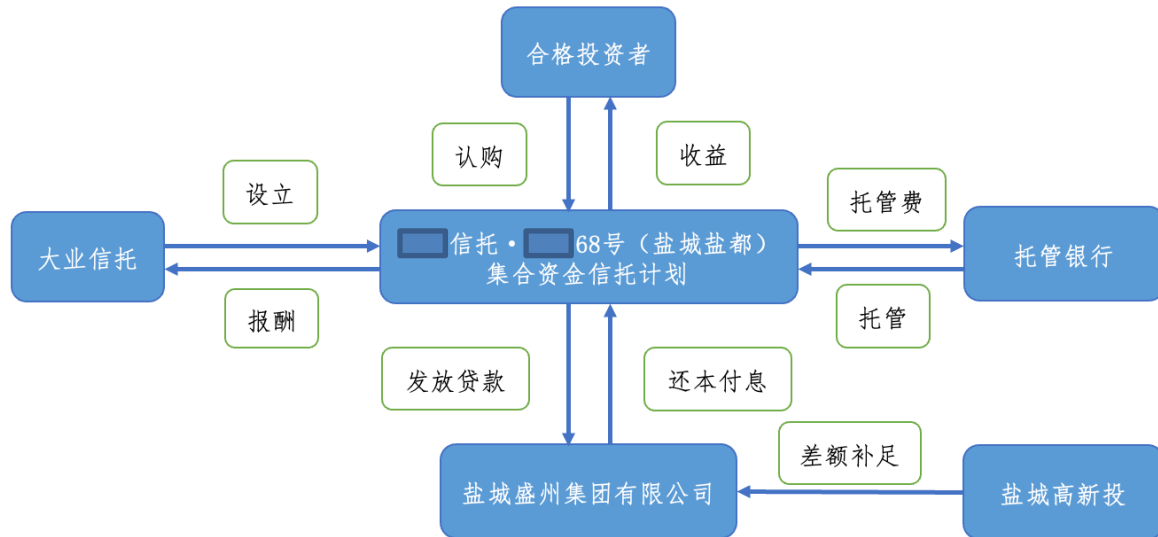 合格投资者
认购
收益
设立
托管费
大业信托
信托·
68号（盐城盐都）
集合资金信托计划
托管银行
报酬
托管
发放贷款
还本付息
差额补足
盐城盛州集团有限公司
盐城高新投